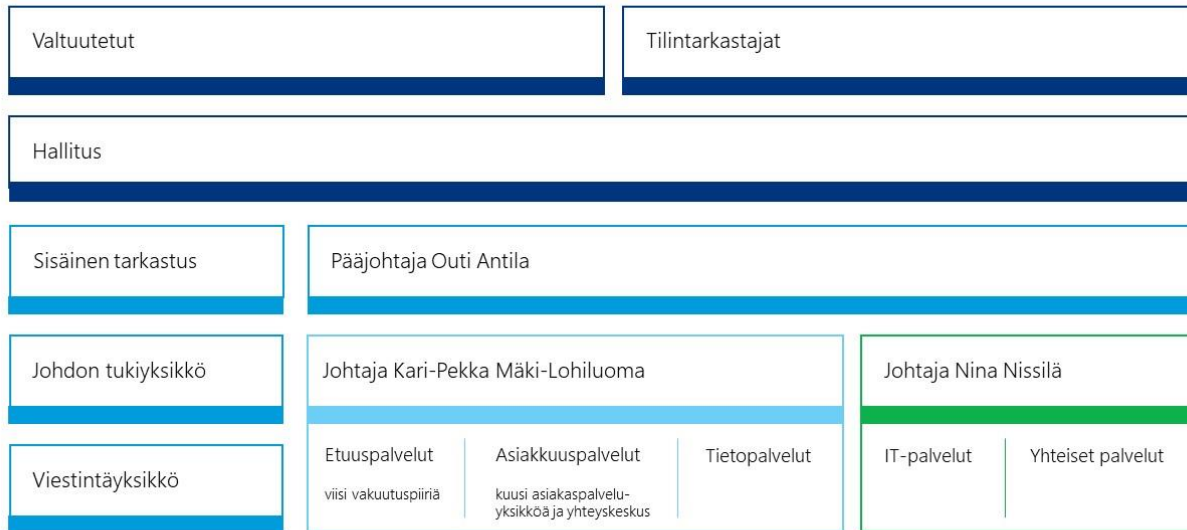 Valtuutetut
Tilintarkastajat
Hallitus
Sisäinen tarkastus
Pääjohtaja Outi Antila
Johdon tukiyksikkö
Johtaja Kari-Pekka Mäki-Lohiluoma
Johtaja Nina Nissilä
Viestintäyksikkö
Etuuspalvelut
viisi vakuutuspiiriä
Asiakkuuspalvelut
kuusi asiakaspalvelu-
yksikköä ja yhteyskeskus
Tietopalvelut
IT-palvelut
Yhteiset palvelut